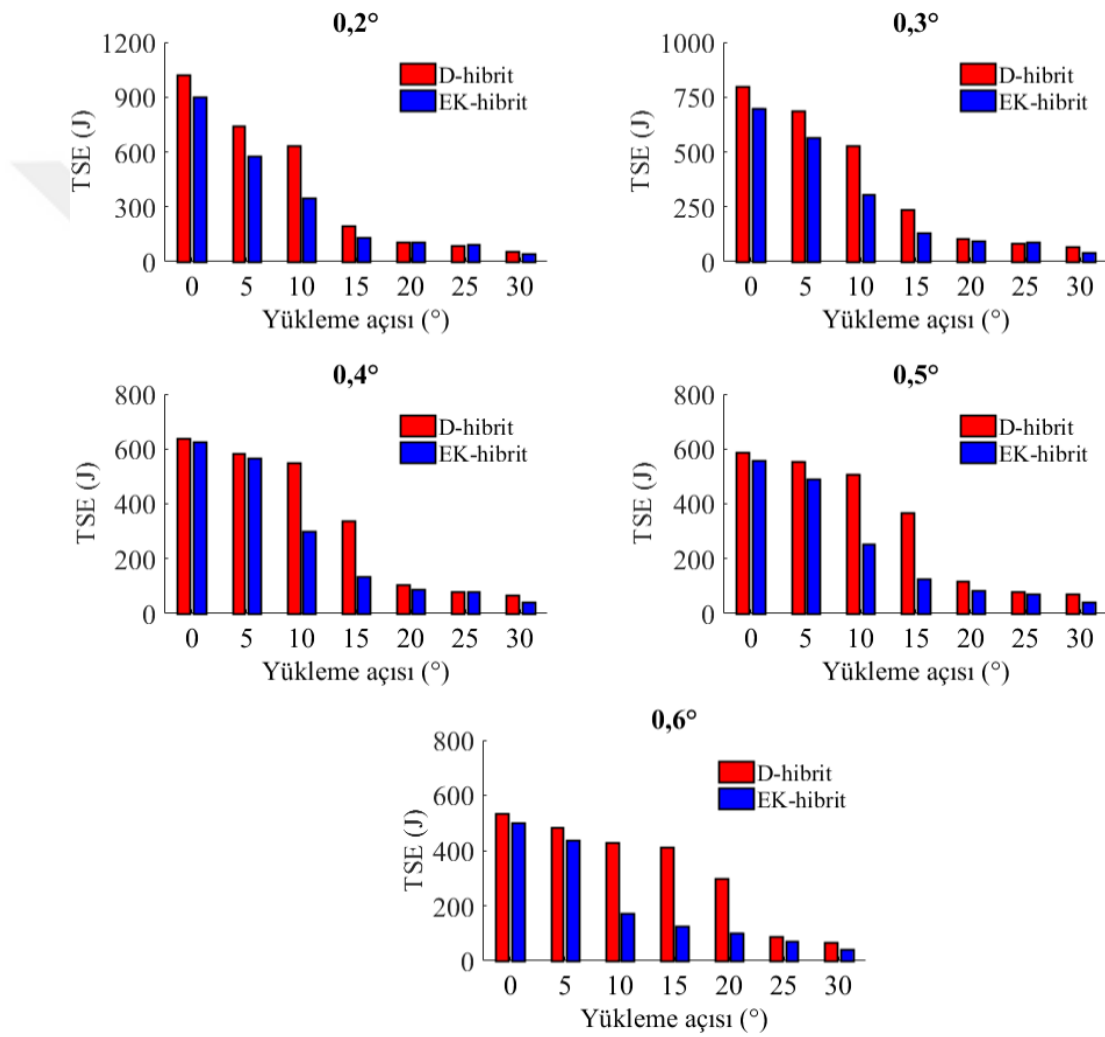 0,2°
1200
900
600
300
0
TSE (J)
D-hibrit
EK-hibrit
0 5 10 15 20 25 30
Yükleme açısı (°)
0,3°
1000
750
500
250
0
TSE (J)
D-hibrit
EK-hibrit
0 5 10 15 20 25 30
Yükleme açısı (°)
0,4°
800
600
400
200
0
TSE (J)
D-hibrit
EK-hibrit
0 5 10 15 20 25 30
Yükleme açısı (°)
0,5°
800
600
400
200
0
TSE (J)
D-hibrit
EK-hibrit
0 5 10 15 20 25 30
Yükleme açısı (°)
0,6°
800
600
400
200
0
TSE (J)
D-hibrit
EK-hibrit
0 5 10 15 20 25 30
Yükleme açısı (°)